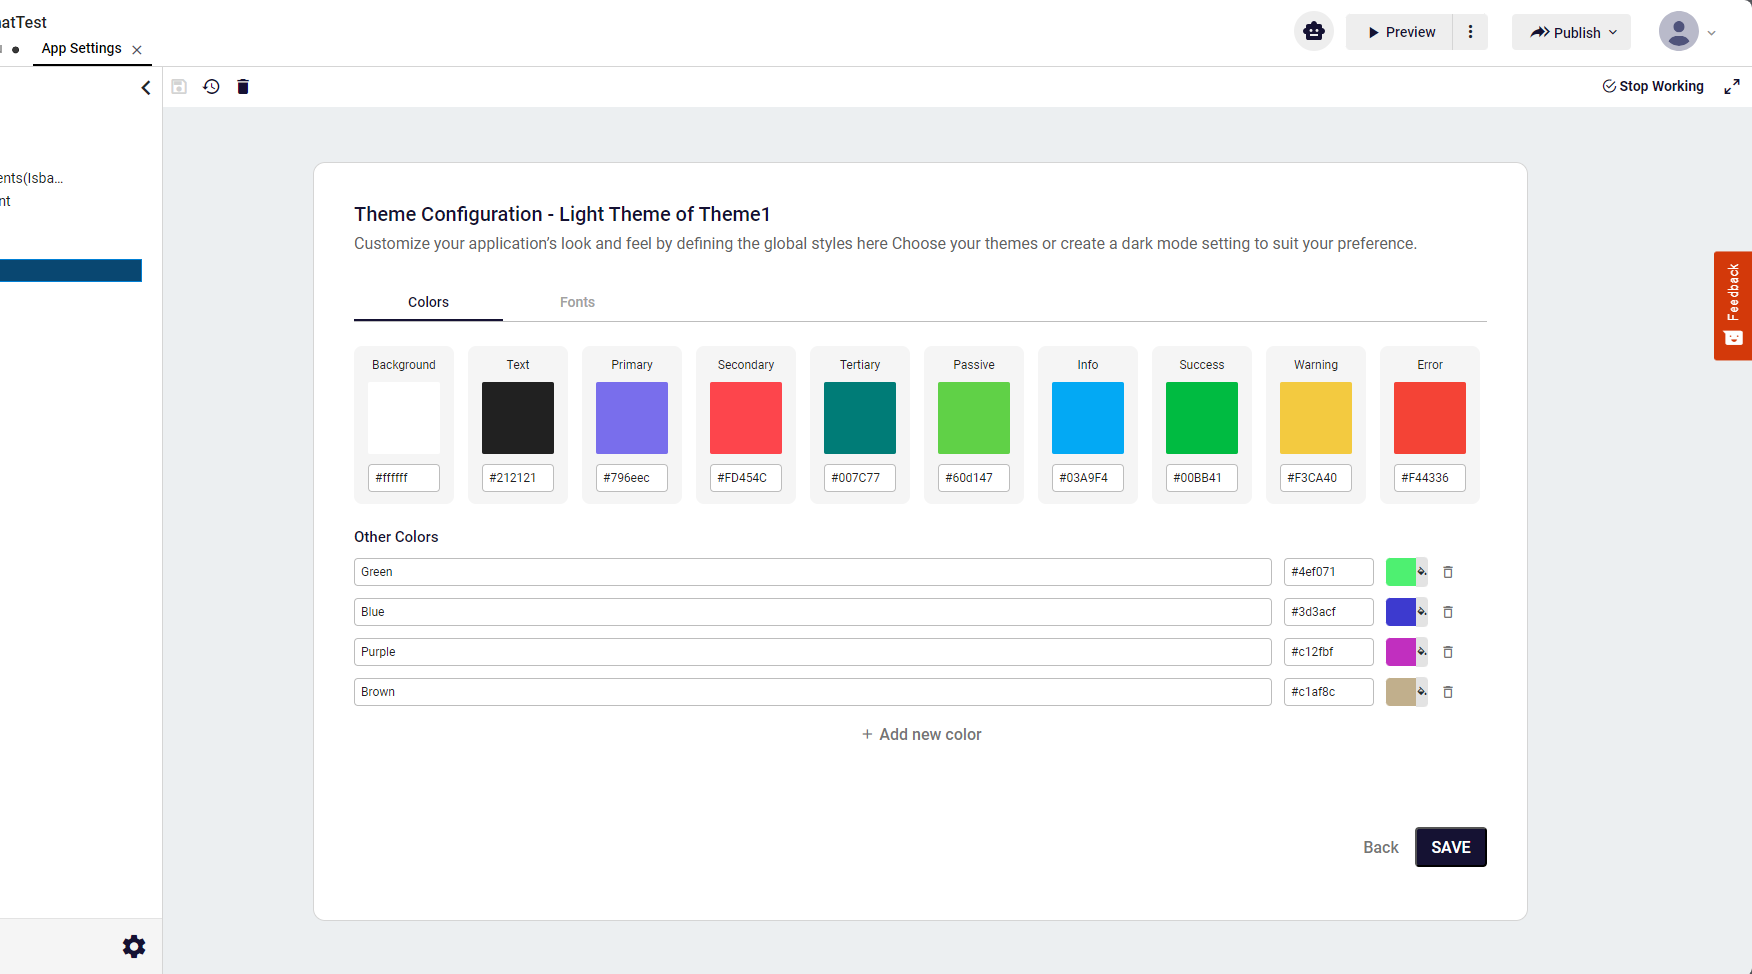 atTest
App Settings
Preview
Publish
Stop Working
ents(Isba...
nt
Theme Configuration - Light Theme of Theme1
Customize your application's look and feel by defining the global styles here Choose your themes or create a dark mode setting to suit your preference.
Colors Fonts
Background Text Primary Secondary Tertiary Passive Info Success Warning Error
#ffffff #212121 #796eec #FD454C #007C77 #60d147 #03A9F4 #00BB41 #F3CA40 #F44336
Other Colors
Green #4ef071
Blue #3d3acf
Purple #c12fbf
Brown #c1af8c
+ Add new color
Back SAVE
Feedback